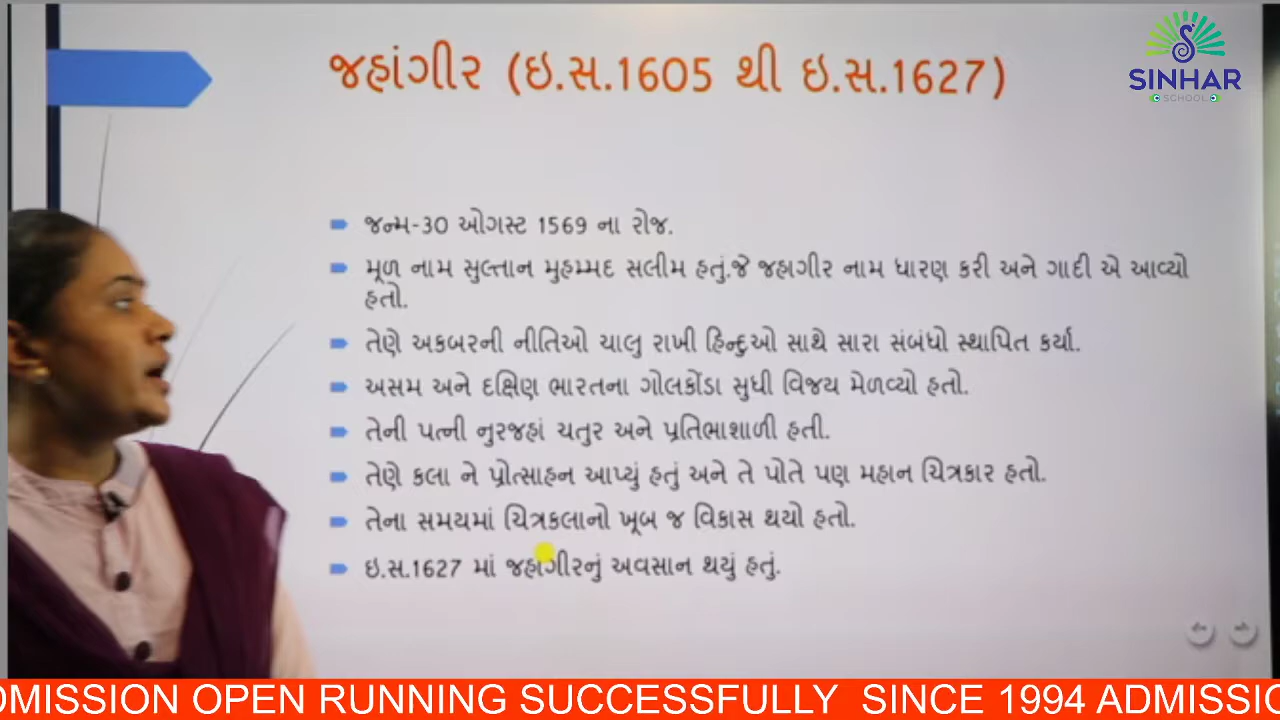 જહાંગીર (ઇ.સ.1605 થી ઇ.સ.1627)
SINHAR
SCHOOL
જન્મ-30 ઓગસ્ટ 1569 ના રોજ.
મૂળ નામ સુલ્તાન મુહમ્મદ સલીમ હતું.જે જહાગીર નામ ધારણ કરી અને ગાદી એ આવ્યો
હતો.
તેણે અકબરની નીતિઓ ચાલુ રાખી હિન્દુઓ સાથે સારા સંબંધો સ્થાપિત કર્યા.
અસમ અને દક્ષિણ ભારતના ગોલકોંડા સુધી વિજય મેળવ્યો હતો.
તેની પત્ની નુરજહાં ચતુર અને પ્રતિભાશાળી હતી.
તેણે કલા ને પ્રોત્સાહન આપ્યું હતું અને તે પોતે પણ મહાન ચિત્રકાર હતો.
તેના સમયમાં ચિત્રકલાનો ખૂબ જ વિકાસ થયો હતો.
ઇ.સ.1627 માં જહાંગીરનું અવસાન થયું હતું.
DMISSION OPEN RUNNING SUCCESSFULLY SINCE 1994 ADMISSIO